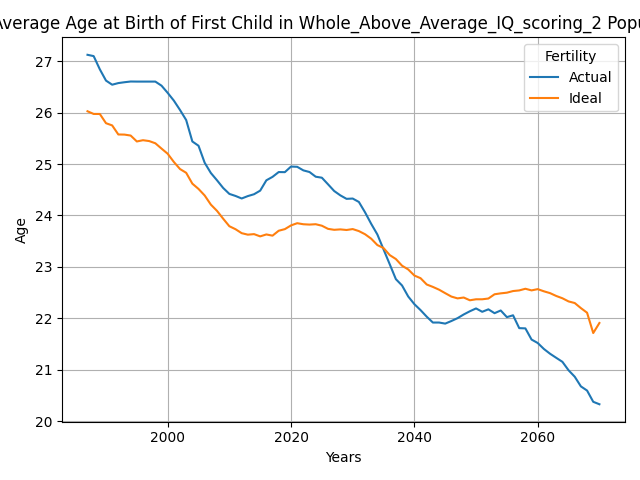 Average Age at Birth of First Child in Whole_Above_Average_IQ_scoring_2
Fertility
Actual
Ideal
27
26
25
24
23
22
21
20
Age
2000 2020 2040 2060
Years